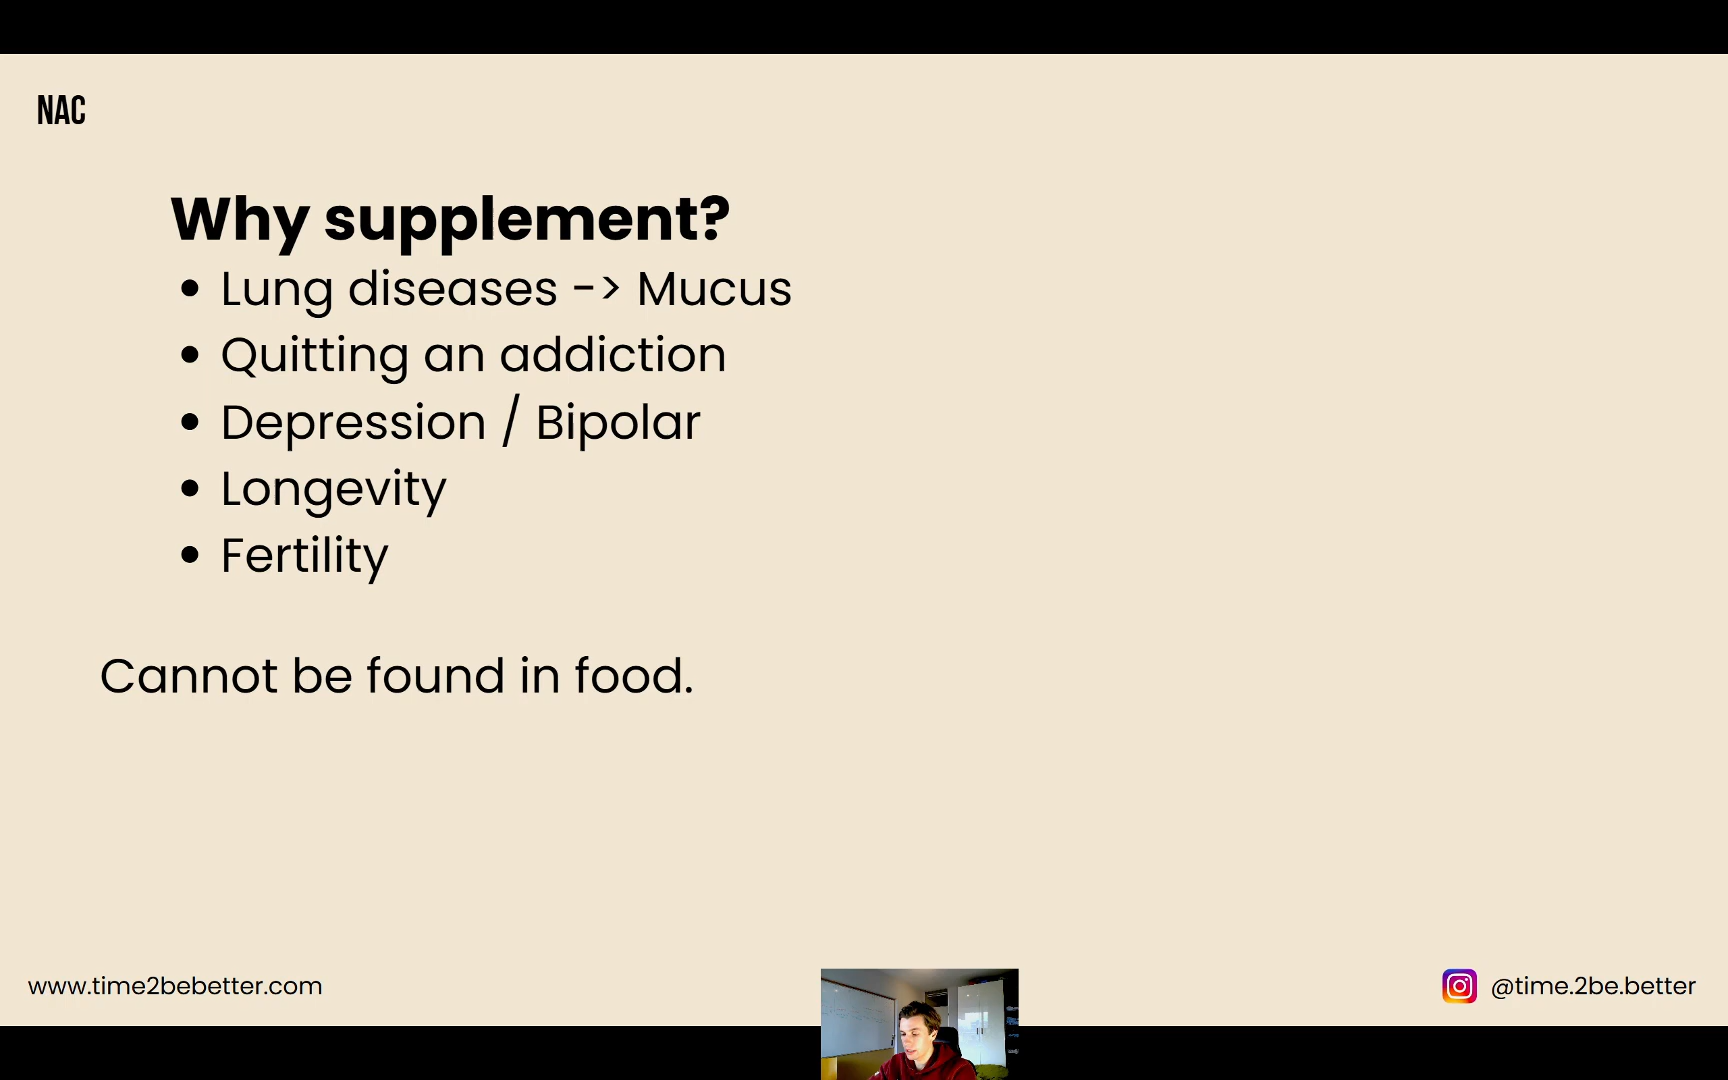 NAC
Why supplement?
• Lung diseases -> Mucus
• Quitting an addiction
• Depression / Bipolar
• Longevity
• Fertility
Cannot be found in food.
www.time2bebetter.com
@time.2be.better